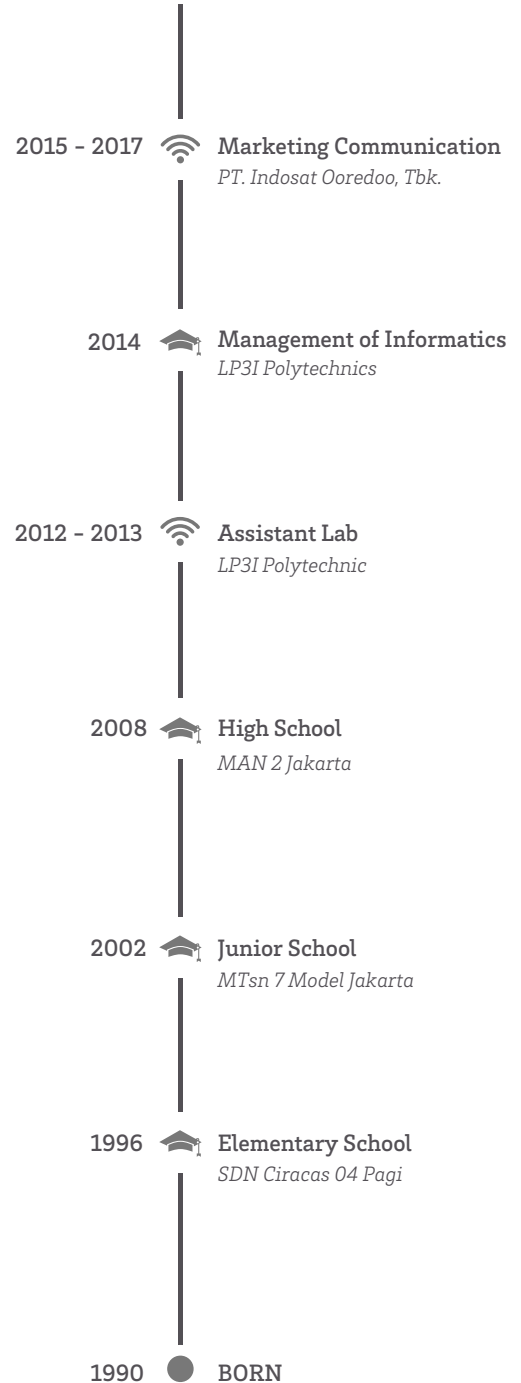 2015 - 2017 Marketing Communication
PT. Indosat Ooredoo, Tbk.
2014 Management of Informatics
LP3I Polytechnics
2012 - 2013 Assistant Lab
LP3I Polytechnic
2008 High School
MAN 2 Jakarta
2002 Junior School
MTsn 7 Model Jakarta
1996 Elementary School
SDN Ciracas 04 Pagi
1990 BORN